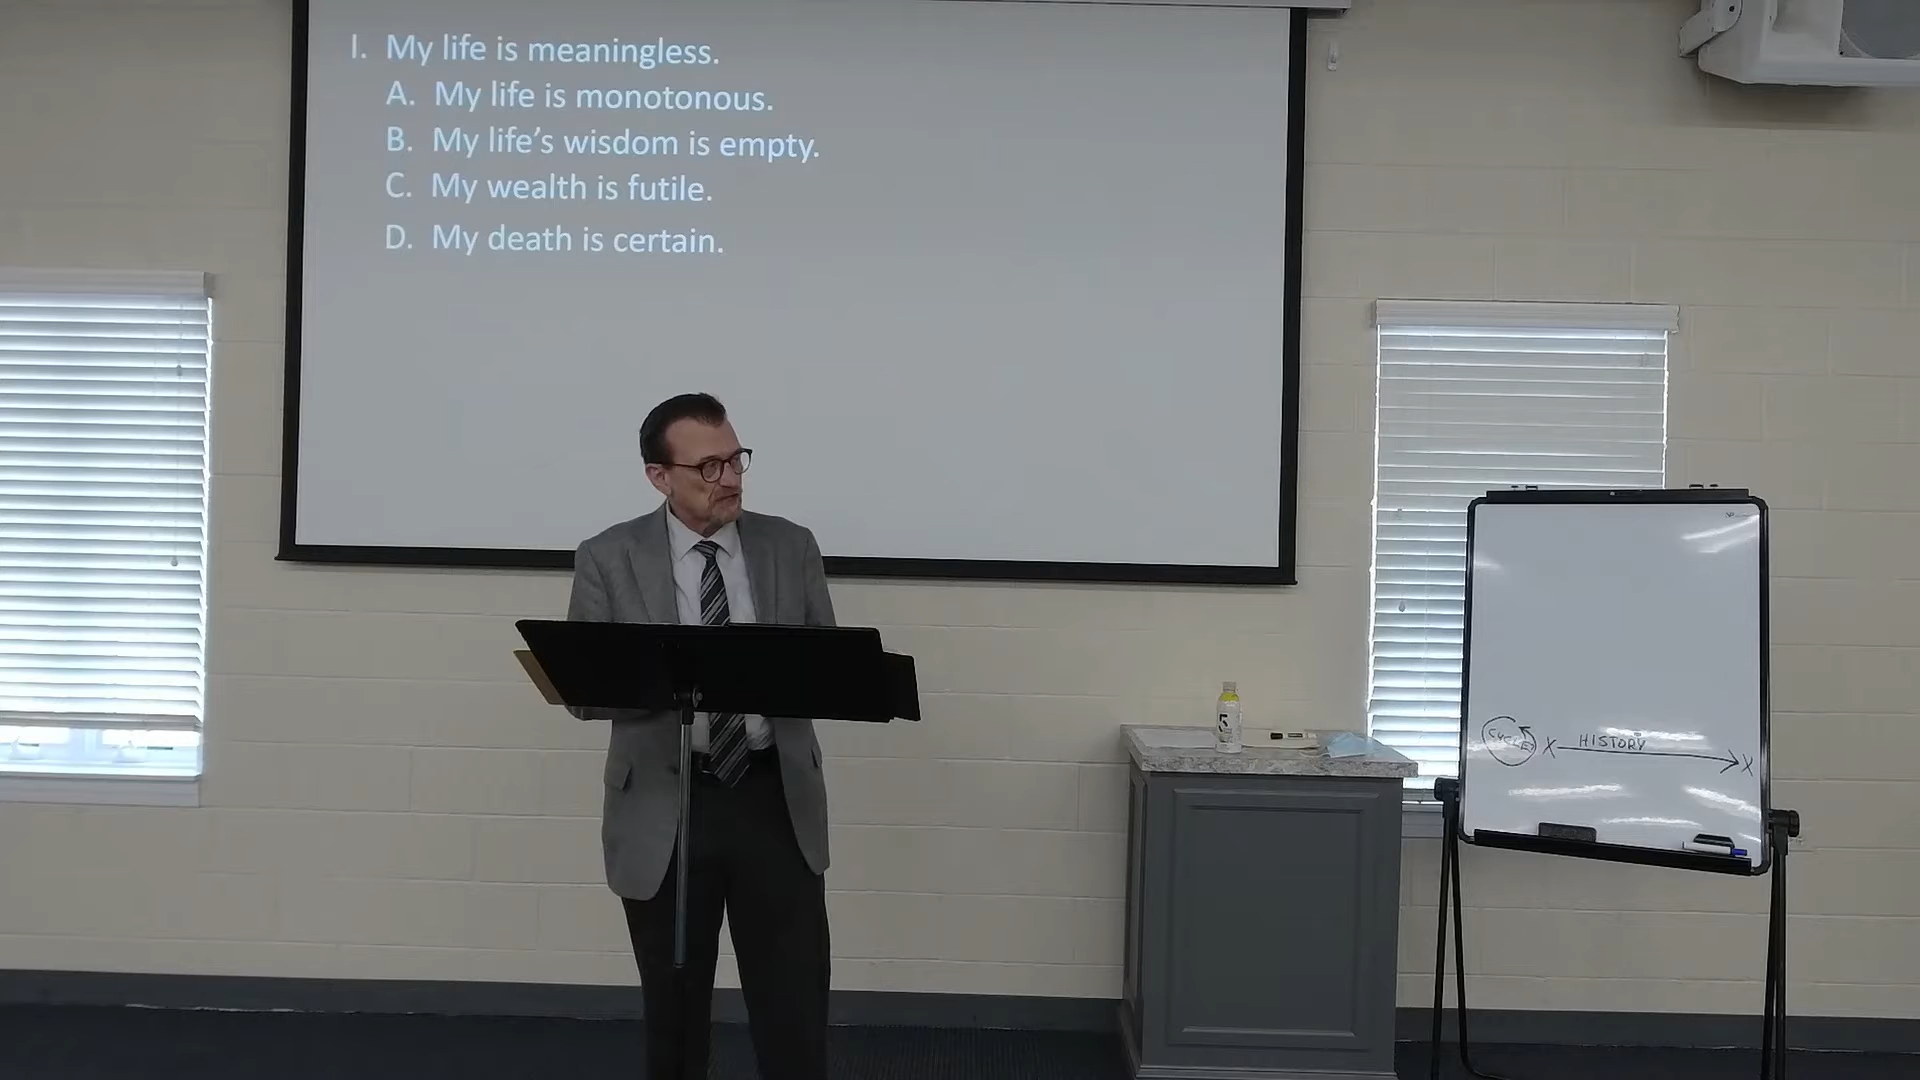 I. My life is meaningless.
A. My life is monotonous.
B. My life's wisdom is empty.
C. My wealth is futile.
D. My death is certain.
CYCLE X HISTORY X